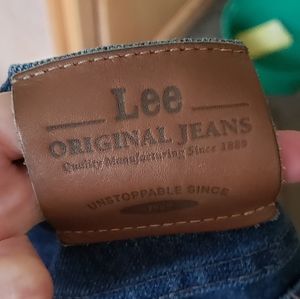 Lee
ORIGINAL JEANS
Quality Manufacturing Since 1889
UNSTOPPABLE SINCE